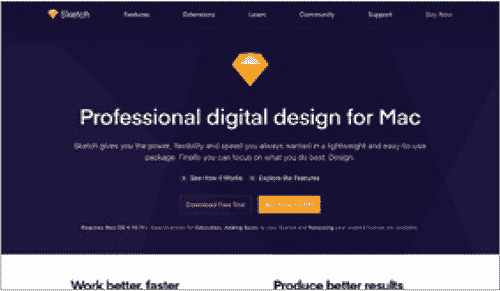 Sketch Features Extensions Learn Community Support Buy Now
Professional digital design for Mac
Sketch gives you the power, flexibility and speed you always wanted in a lightweight and easy-to-use
package. Finally you can focus on what you do best: Design.
See How it Works Explore the Features
Download Free Trial
Work better, faster Produce better results